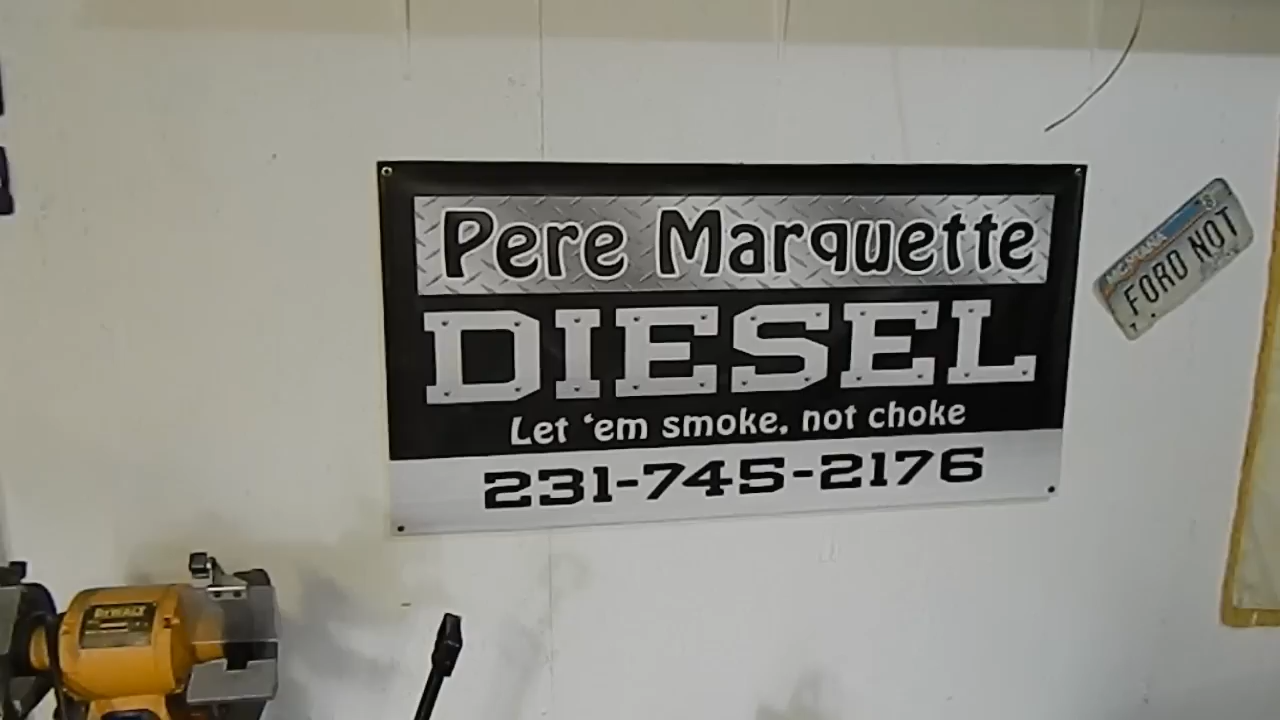 Pere Marquette
DIESEL
Let 'em smoke, not choke
231-745-2176
FORD NOT
DEWALT